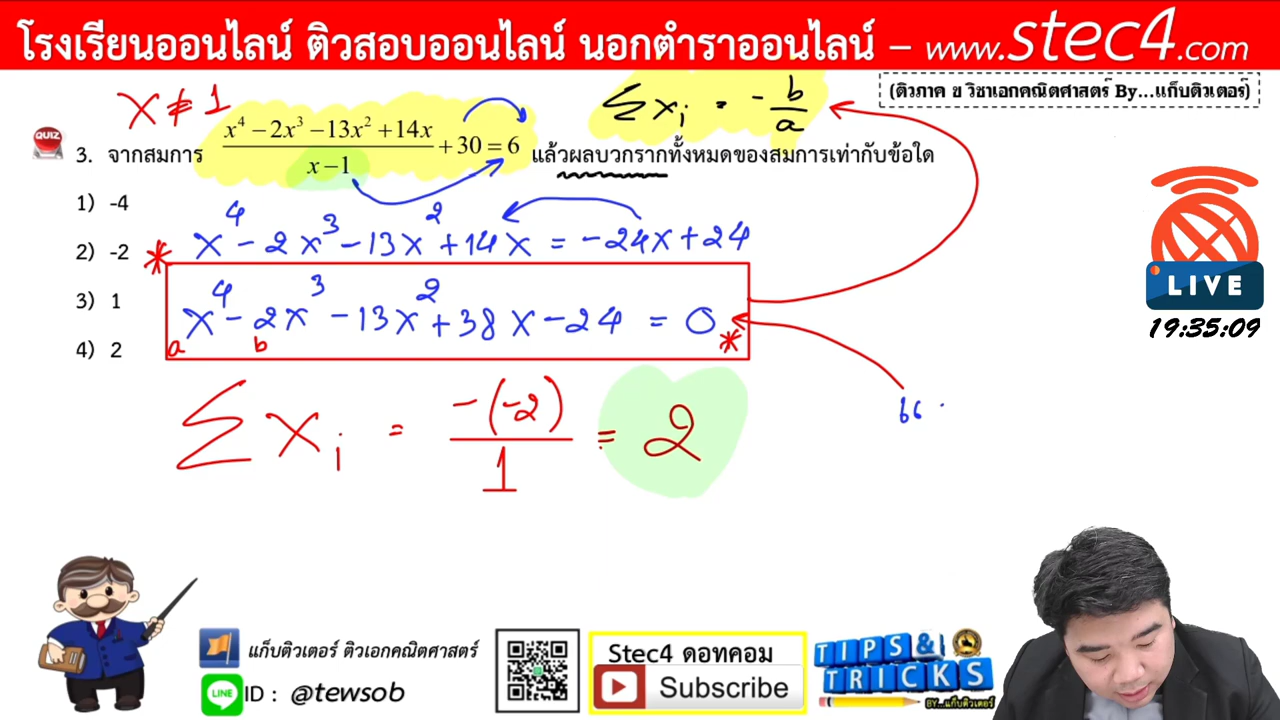 โรงเรียนออนไลน์ ติวสอบออนไลน์ นอกตำราออนไลน์ – www.stec4.com
(ติวภาค ข วิชาเอกคณิตศาสตร์ By...แก็บติวเตอร์)
x ≠ 1
∑xᵢ = -b/a
QUIZ
3. จากสมการ (x⁴ − 2x³ −13x² +14x)/(x −1) + 30 = 6 แล้วผลบวกรากทั้งหมดของสมการเท่ากับข้อใด
1) -4
2) -2
3) 1
4) 2
x⁴ - 2x³ - 13x² + 14x = -24x + 24
* x⁴ - 2x³ - 13x² + 38x - 24 = 0 *
a b
∑xᵢ = -(-2)/1 = 2
LIVE
19:35:09
แก็บติวเตอร์ ติวเอกคณิตศาสตร์
LINE ID : @tewsob
Stec4 ดอทคอม
Subscribe
TIPS &
TRICKS
BY...แก็บติวเตอร์